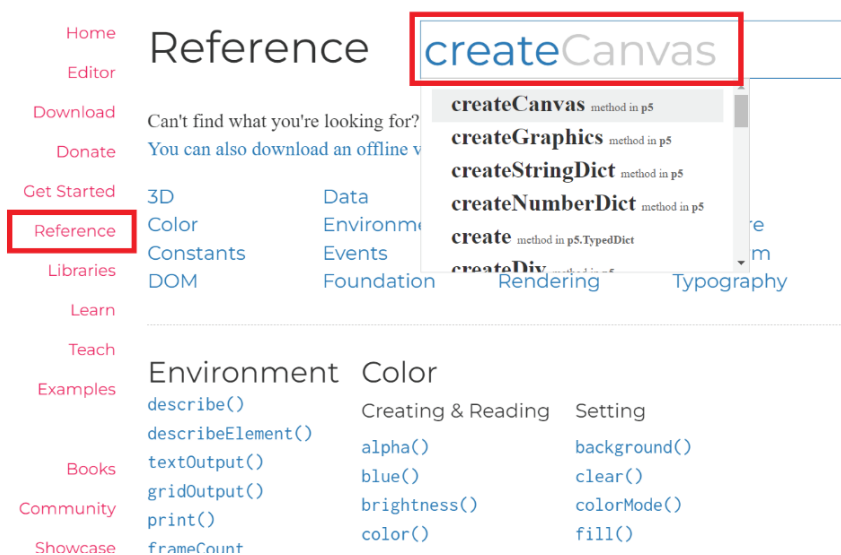 Home
Editor
Download
Donate
Get Started
Reference
Libraries
Learn
Teach
Examples
Books
Community
Showcase
Reference
createCanvas
createCanvas method in p5
createGraphics method in p5
createStringDict method in p5
createNumberDict method in p5
create method in p5.TypedDict
createDiv
Can't find what you're looking for?
You can also download an offline v
3D
Color
Constants
DOM
Data
Environme
Events
Foundation
Rendering
e
m
Typography
Environment
describe()
describeElement()
textOutput()
gridOutput()
print()
frameCount
Color
Creating & Reading
alpha()
blue()
brightness()
color()
Setting
background()
clear()
colorMode()
fill()